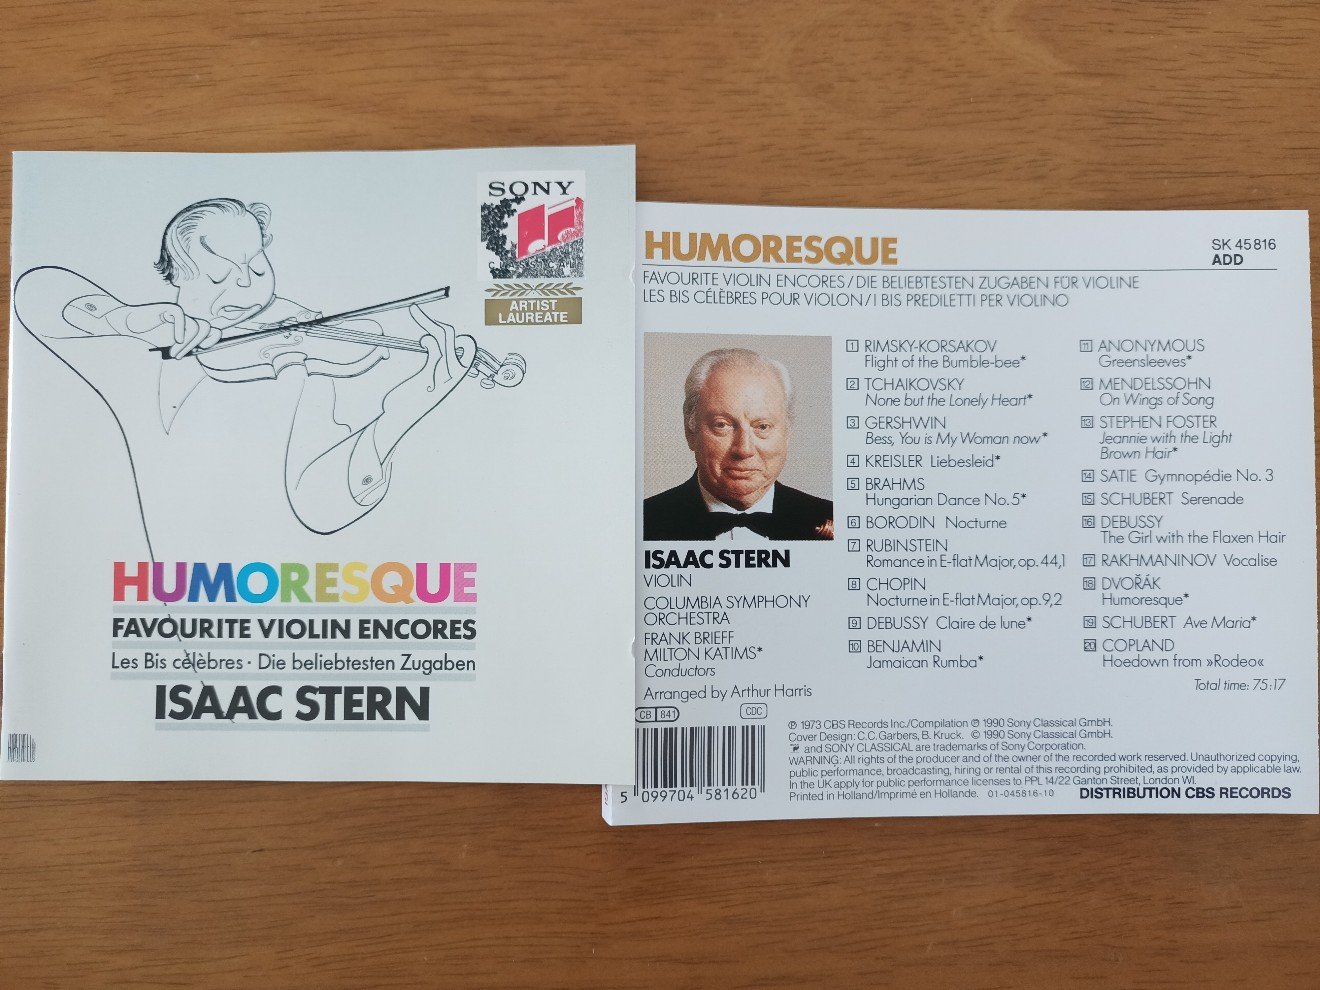 SONY
CLASSICAL
ARTIST
LAUREATE
HUMORESQUE
FAVOURITE VIOLIN ENCORES
Les Bis célèbres · Die beliebtesten Zugaben
ISAAC STERN
HUMORESQUE
SK 45816
ADD
FAVOURITE VIOLIN ENCORES / DIE BELIEBTESTEN ZUGABEN FÜR VIOLINE
LES BIS CÉLÈBRES POUR VIOLON / I BIS PREDILETTI PER VIOLINO
ISAAC STERN
VIOLIN
COLUMBIA SYMPHONY
ORCHESTRA
FRANK BRIEFF
MILTON KATIMS*
Conductors
Arranged by Arthur Harris
1 RIMSKY-KORSAKOV
Flight of the Bumble-bee*
2 TCHAIKOVSKY
None but the Lonely Heart*
3 GERSHWIN
Bess, You is My Woman now*
4 KREISLER Liebesleid*
5 BRAHMS
Hungarian Dance No. 5*
6 BORODIN Nocturne
7 RUBINSTEIN
Romance in E-flat Major, op. 44,1
8 CHOPIN
Nocturne in E-flat Major, op. 9,2
9 DEBUSSY Claire de lune*
10 BENJAMIN
Jamaican Rumba*
11 ANONYMOUS
Greensleeves*
12 MENDELSSOHN
On Wings of Song
13 STEPHEN FOSTER
Jeannie with the Light
Brown Hair*
14 SATIE Gymnopédie No. 3
15 SCHUBERT Serenade
16 DEBUSSY
The Girl with the Flaxen Hair
17 RAKHMANINOV Vocalise
18 DVOŘÁK
Humoresque*
19 SCHUBERT Ave Maria*
20 COPLAND
Hoedown from »Rodeo«
Total time: 75:17
CB 841
CDC
5 099704 581620
℗ 1973 CBS Records Inc./Compilation ℗ 1990 Sony Classical GmbH.
Cover Design: C.C. Garbers, B. Kruck. © 1990 Sony Classical GmbH.
and SONY CLASSICAL are trademarks of Sony Corporation.
WARNING: All rights of the producer and of the owner of the recorded work reserved. Unauthorized copying,
public performance, broadcasting, hiring or rental of this recording prohibited, as provided by applicable law.
In the UK apply for public performance licenses to PPL 14/22 Ganton Street, London W1.
Printed in Holland/Imprimé en Hollande. 01-045816-10
DISTRIBUTION CBS RECORDS